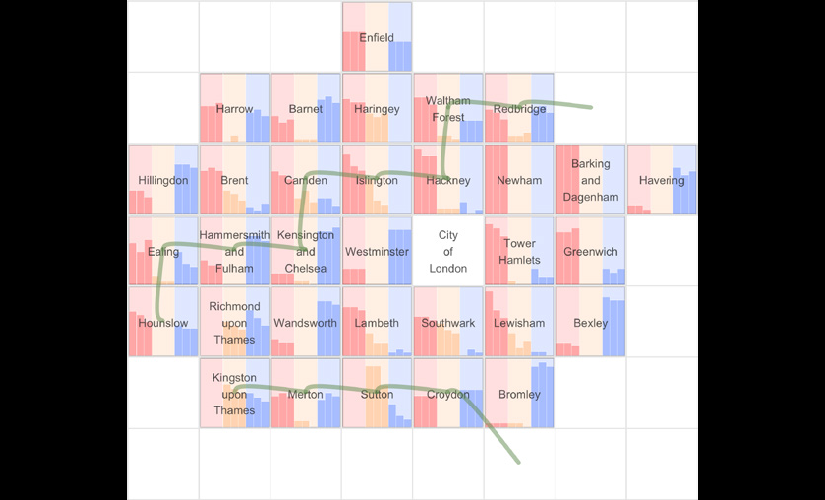 Enfield
Harrow
Barnet
Haringey
Waltham
Forest
Redbridge
Hillingdon
Brent
Camden
Islington
Hackney
Newham
Barking
and
Dagenham
Havering
Ealing
Hammersmith
and
Fulham
Kensington
and
Chelsea
Westminster
City
of
London
Tower
Hamlets
Greenwich
Hounslow
Richmond
upon
Thames
Wandsworth
Lambeth
Southwark
Lewisham
Bexley
Kingston
upon
Thames
Merton
Sutton
Croydon
Bromley